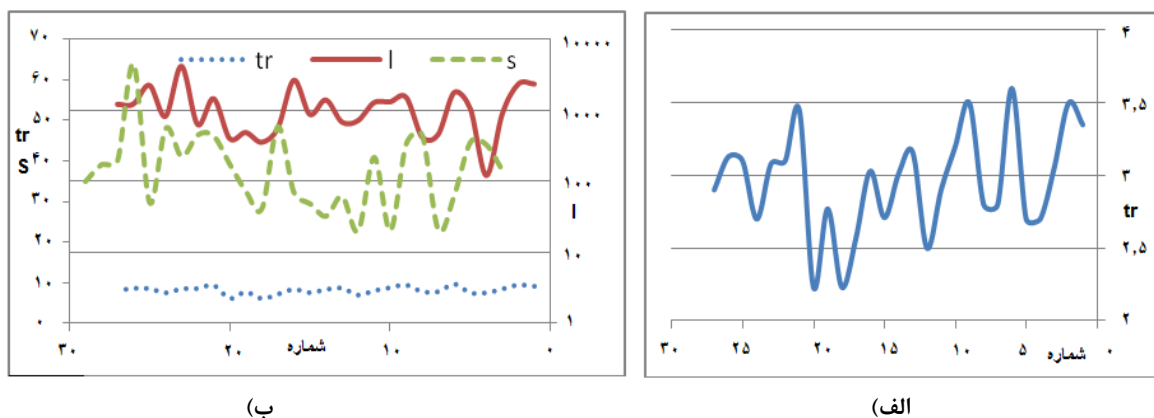 ۴
۳,۵
۳
tr
۲,۵
۲
۰ شماره ۵ ۱۰ ۱۵ ۲۰ ۲۵ ۳۰
الف)
tr l s
۷۰
۶۰
۵۰
tr
۴۰
S
۳۰
۲۰
۱۰
۰
۱۰۰۰۰
۱۰۰۰
۱۰۰
l
۱۰
۱
۰ ۱۰ شماره ۲۰ ۳۰
ب)